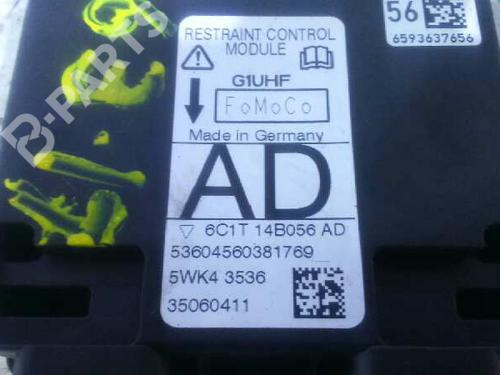 RESTRAINT CONTROL
MODULE
G1UHF
FoMoCo
Made in Germany
AD
6C1T 14B056 AD
53604560381769
5WK4 3536
35060411
56
6593637656
B-PARTS